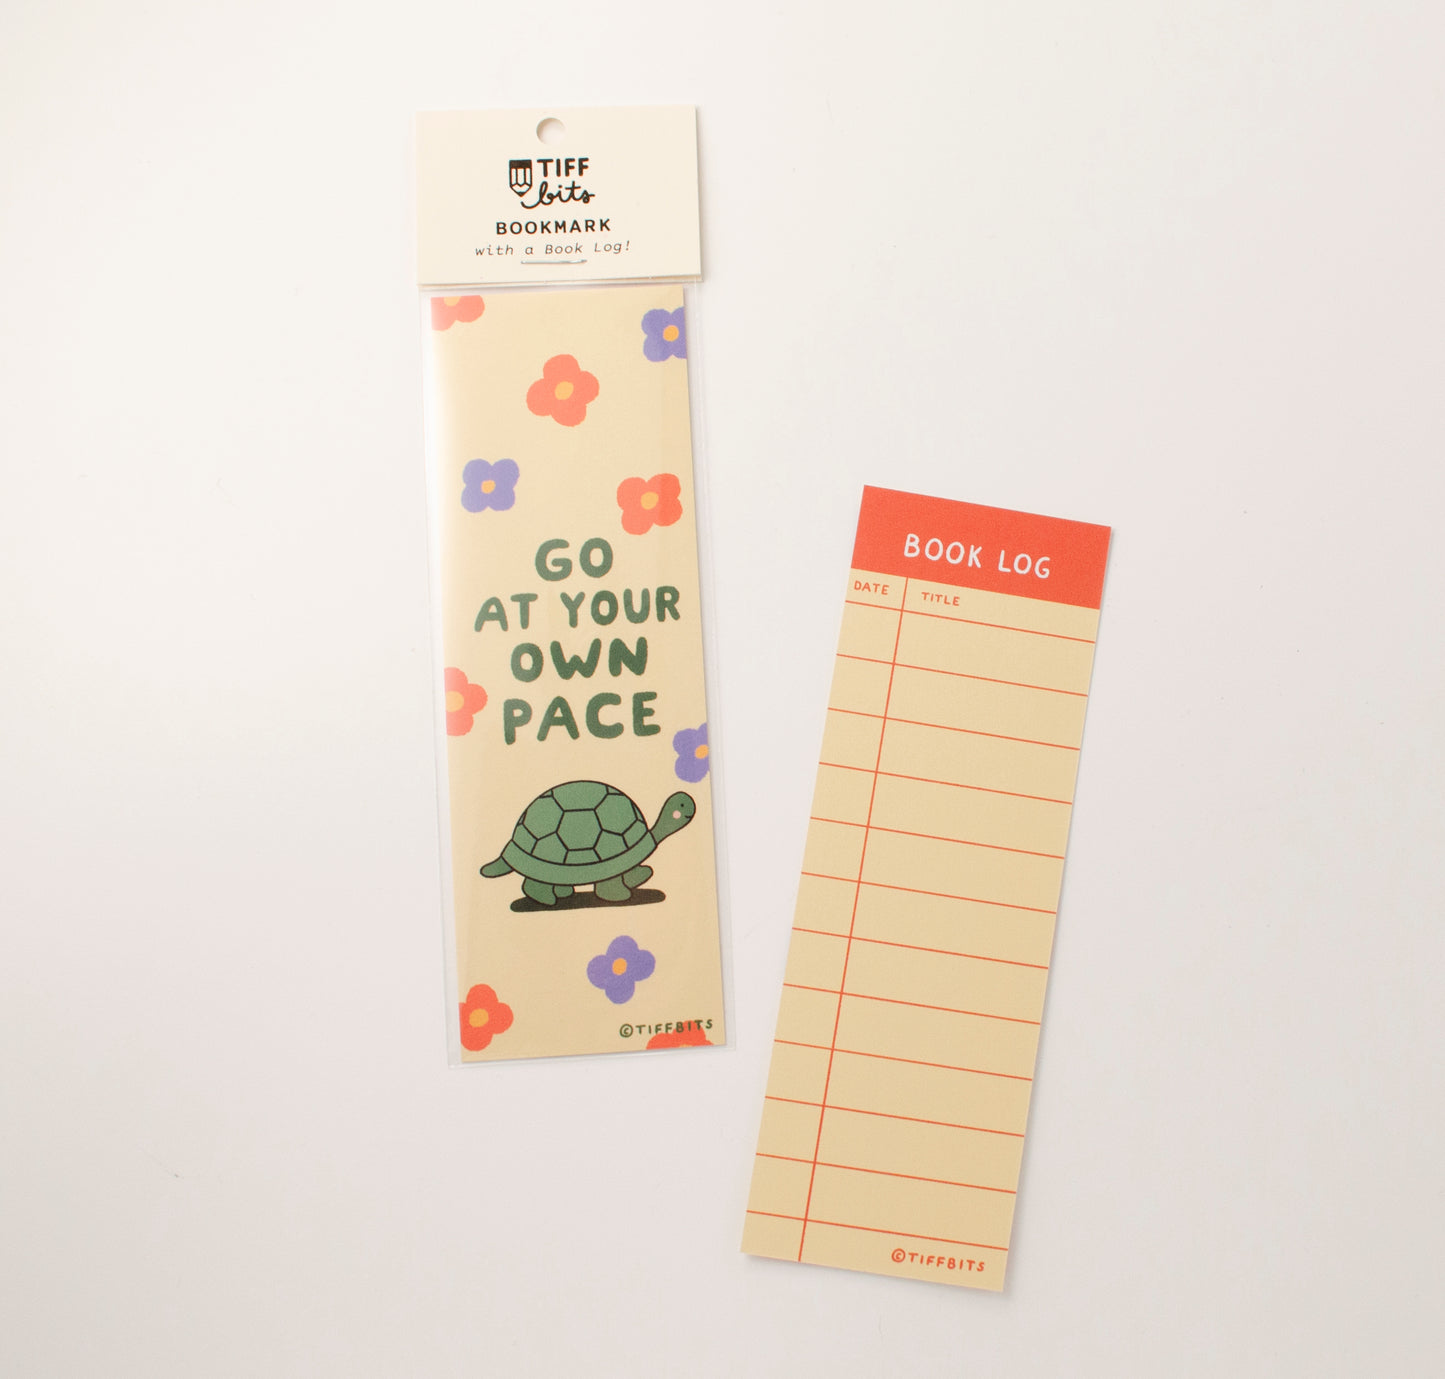 TIFF
bits
BOOKMARK
with a Book Log!
GO
AT YOUR
OWN
PACE
©TIFFBITS
BOOK LOG
DATE TITLE
©TIFFBITS